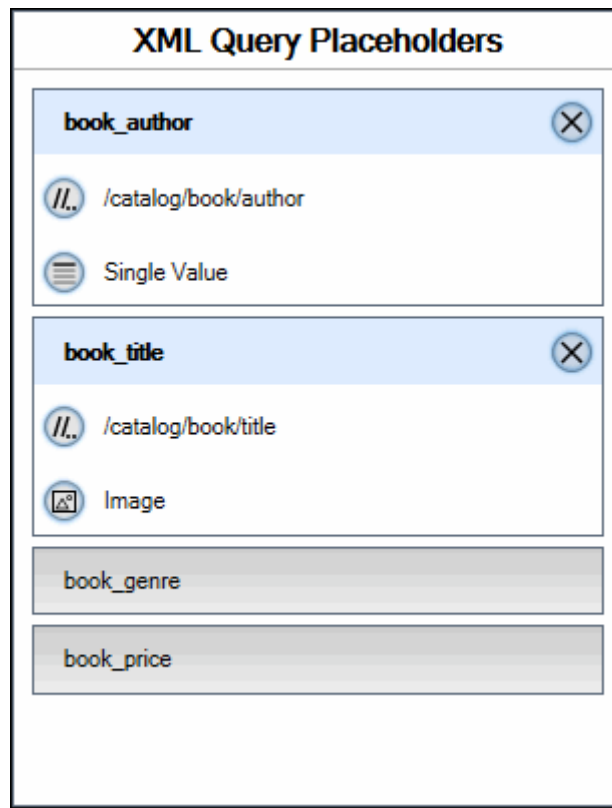 XML Query Placeholders
book_author
//.. /catalog/book/author
Single Value
book_title
//.. /catalog/book/title
Image
book_genre
book_price